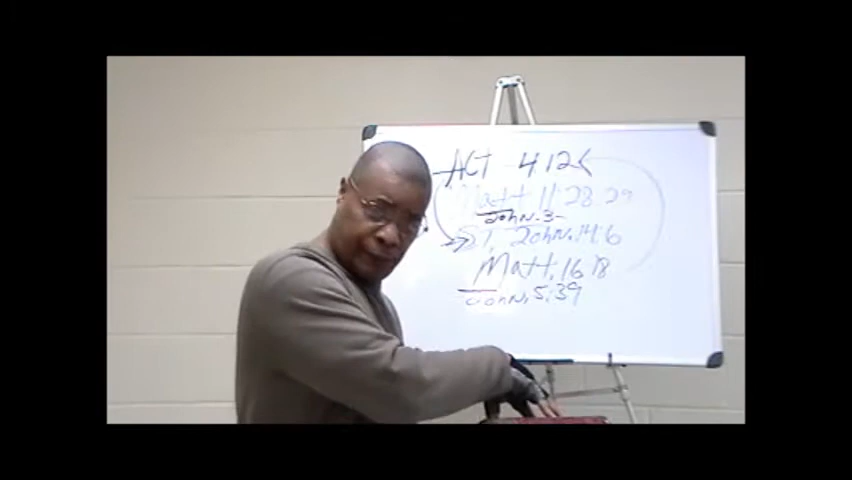 ACT 4:12
Matt 11:28 29
John.3-
ST, JohN.14:6
Matt.16 18
JohN.5:39